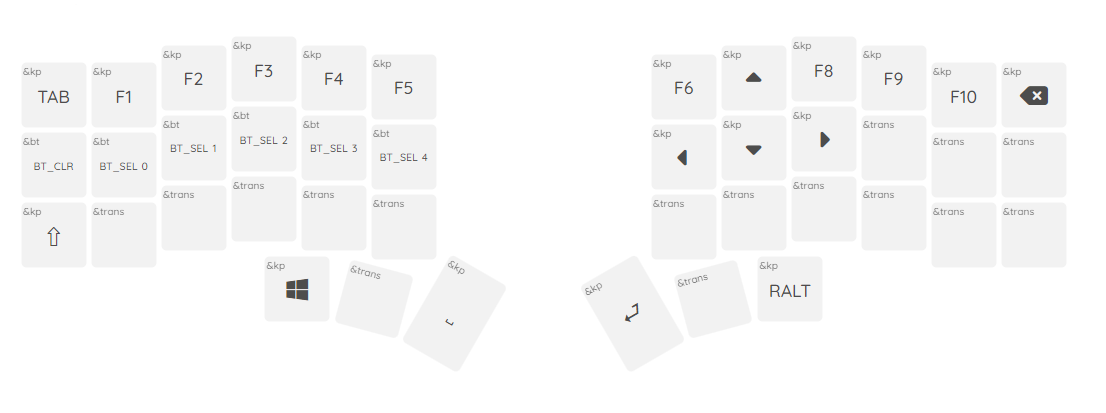 &kp &kp &kp &kp &kp &kp &kp &kp &kp &kp &kp &kp
TAB F1 F2 F3 F4 F5 F6 F8 F9 F10
&bt &bt &bt &bt &bt &bt &kp &kp &kp &trans &trans &trans
BT_CLR BT_SEL 0 BT_SEL 1 BT_SEL 2 BT_SEL 3 BT_SEL 4
&kp &trans &trans &trans &trans &trans &trans &trans &trans &trans &trans &trans
&kp &trans &kp &kp &trans &kp
RALT